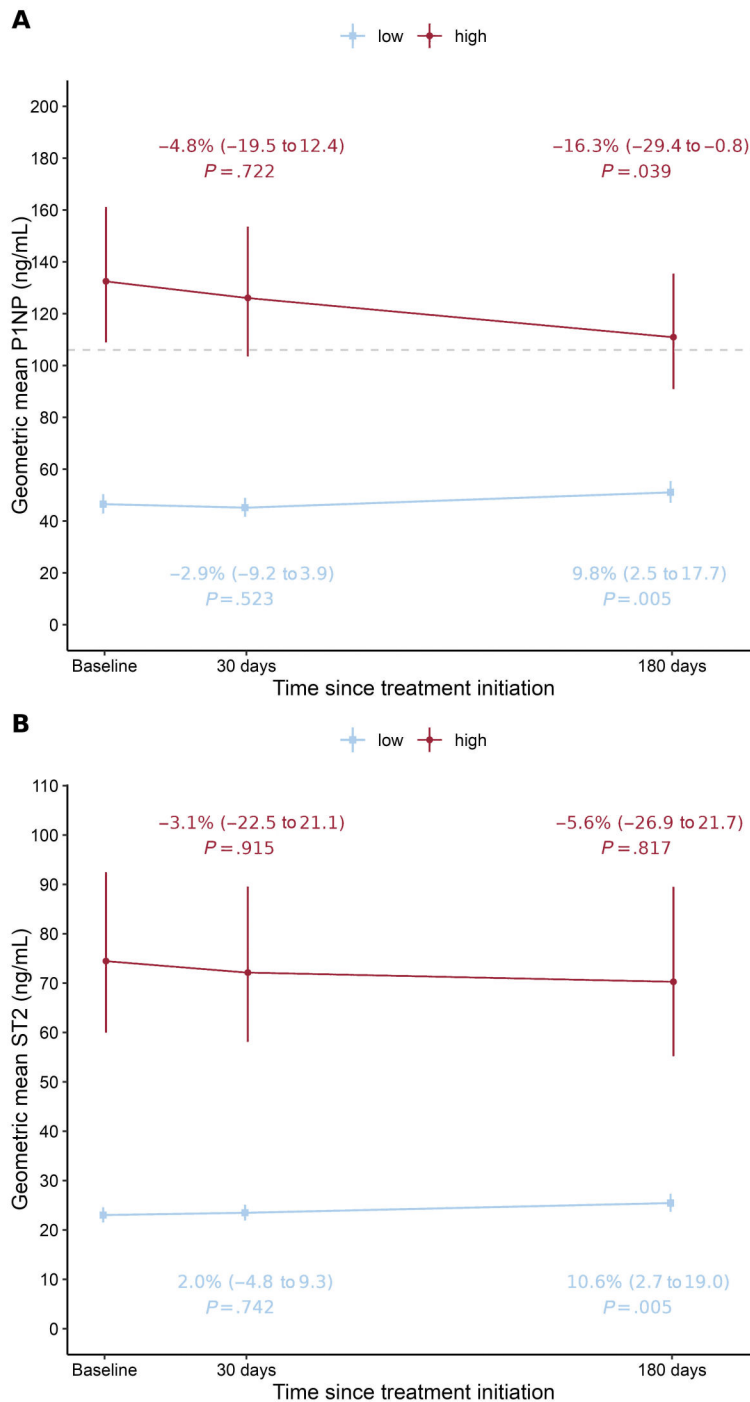 A
low high
Geometric mean P1NP (ng/mL)
200
180
160
140
120
100
80
60
40
20
0
−4.8% (−19.5 to 12.4)
P = .722
−16.3% (−29.4 to −0.8)
P = .039
−2.9% (−9.2 to 3.9)
P = .523
9.8% (2.5 to 17.7)
P = .005
Baseline 30 days 180 days
Time since treatment initiation
B
low high
Geometric mean ST2 (ng/mL)
110
100
90
80
70
60
50
40
30
20
10
0
−3.1% (−22.5 to 21.1)
P = .915
−5.6% (−26.9 to 21.7)
P = .817
2.0% (−4.8 to 9.3)
P = .742
10.6% (2.7 to 19.0)
P = .005
Baseline 30 days 180 days
Time since treatment initiation